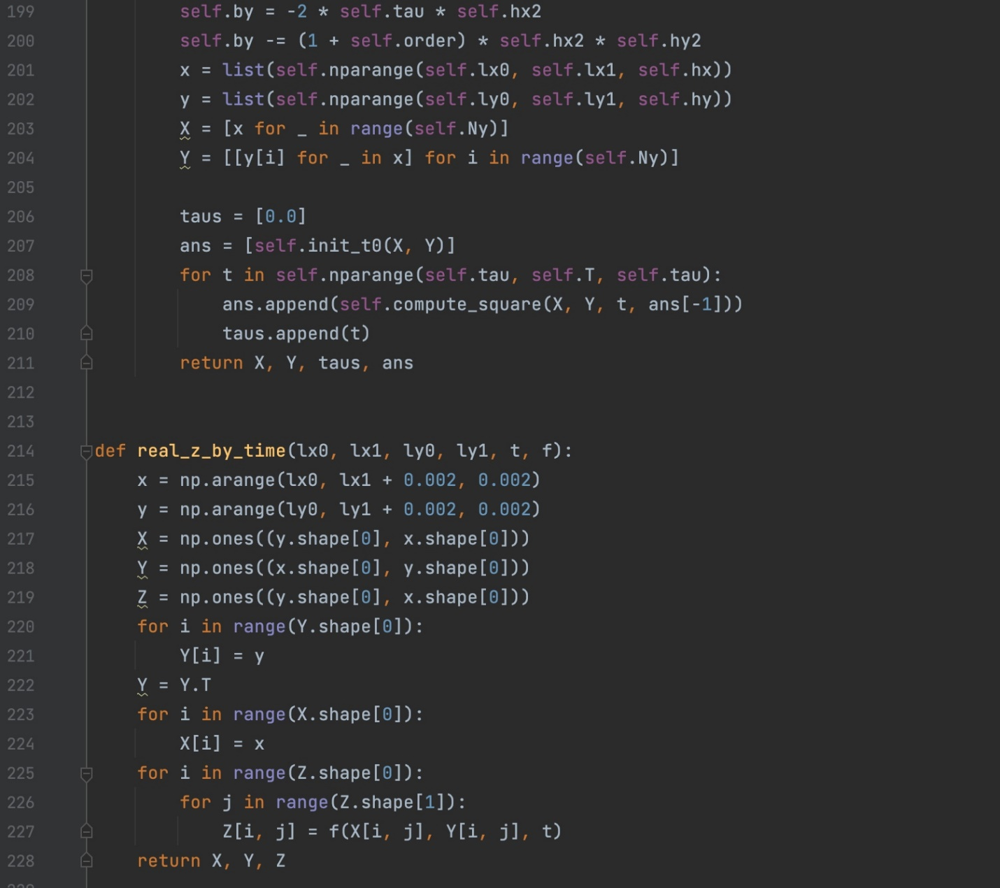 199 self.by = -2 * self.tau * self.hx2
200 self.by -= (1 + self.order) * self.hx2 * self.hy2
201 x = list(self.nparange(self.lx0, self.lx1, self.hx))
202 y = list(self.nparange(self.ly0, self.ly1, self.hy))
203 X = [x for _ in range(self.Ny)]
204 Y = [[y[i] for _ in x] for i in range(self.Ny)]
205
206 taus = [0.0]
207 ans = [self.init_t0(X, Y)]
208 for t in self.nparange(self.tau, self.T, self.tau):
209 ans.append(self.compute_square(X, Y, t, ans[-1]))
210 taus.append(t)
211 return X, Y, taus, ans
212
213
214 def real_z_by_time(lx0, lx1, ly0, ly1, t, f):
215 x = np.arange(lx0, lx1 + 0.002, 0.002)
216 y = np.arange(ly0, ly1 + 0.002, 0.002)
217 X = np.ones((y.shape[0], x.shape[0]))
218 Y = np.ones((x.shape[0], y.shape[0]))
219 Z = np.ones((y.shape[0], x.shape[0]))
220 for i in range(Y.shape[0]):
221 Y[i] = y
222 Y = Y.T
223 for i in range(X.shape[0]):
224 X[i] = x
225 for i in range(Z.shape[0]):
226 for j in range(Z.shape[1]):
227 Z[i, j] = f(X[i, j], Y[i, j], t)
228 return X, Y, Z